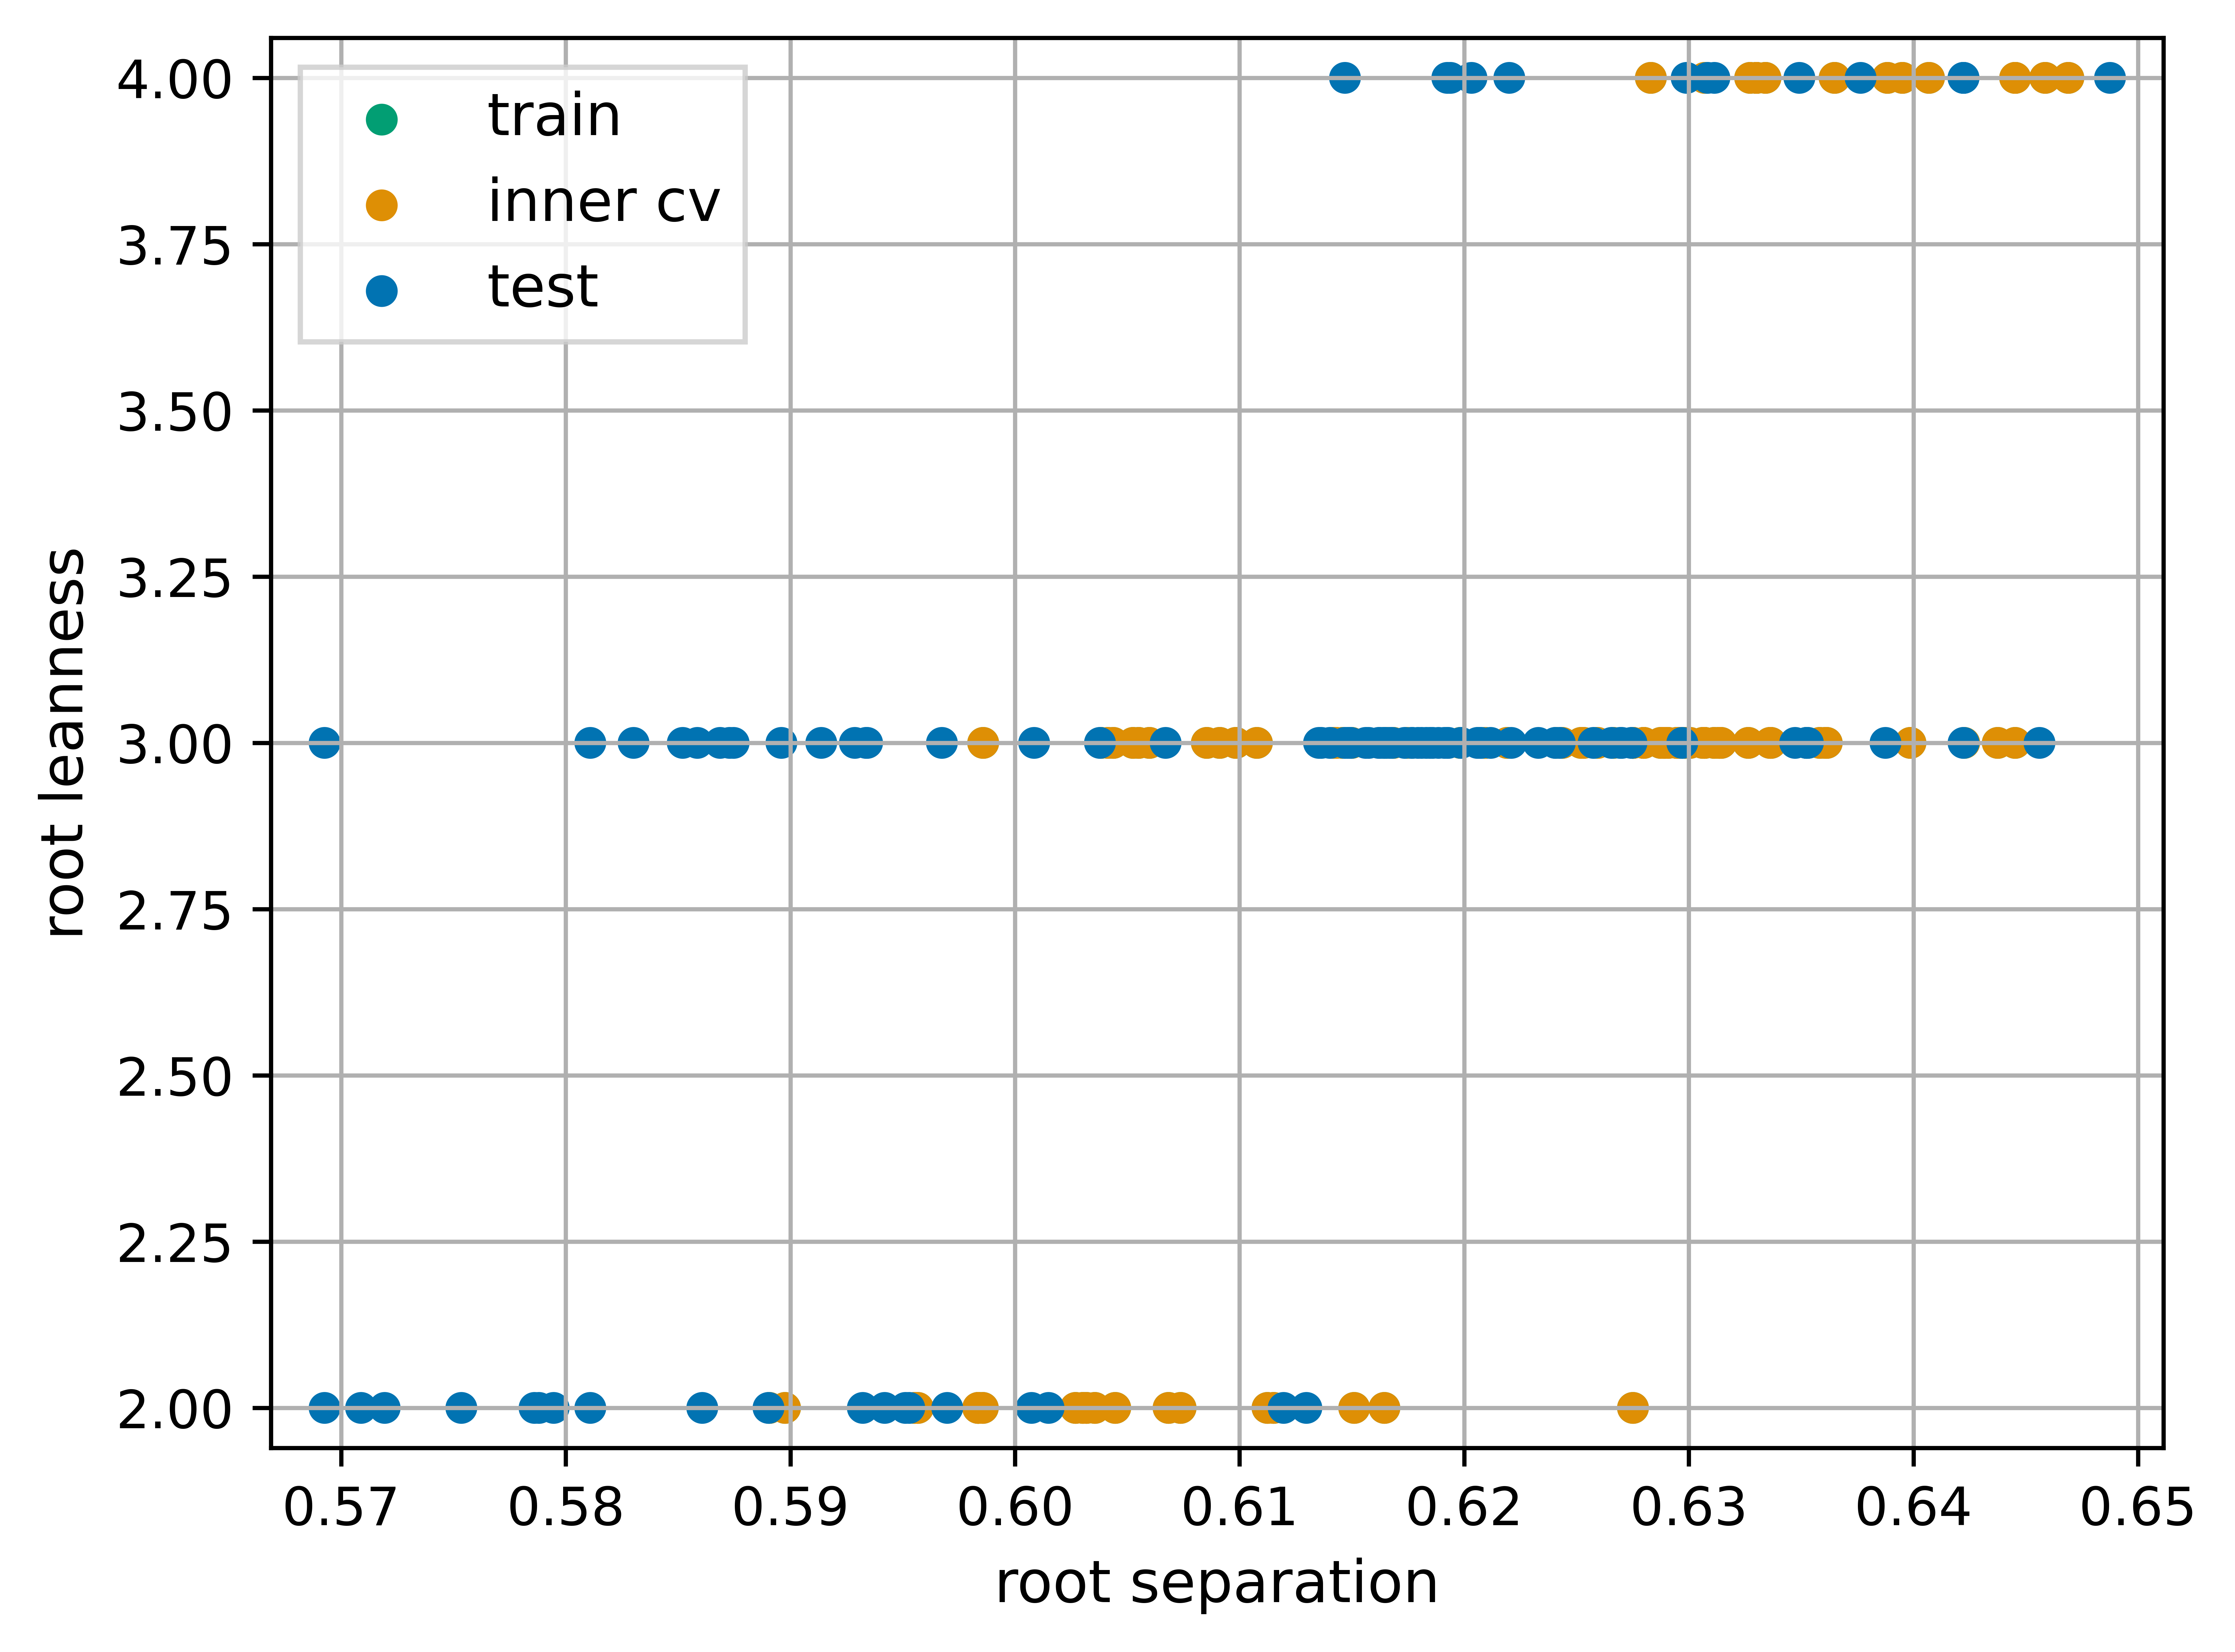 4.00
3.75
3.50
3.25
3.00
2.75
2.50
2.25
2.00
root leanness
train
inner cv
test
0.57 0.58 0.59 0.60 0.61 0.62 0.63 0.64 0.65
root separation